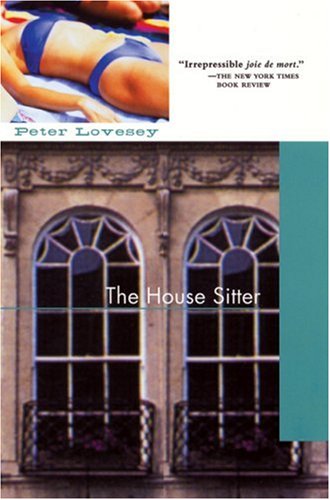 “Irrepressible joie de mort.”
—THE NEW YORK TIMES
BOOK REVIEW
Peter Lovesey
The House Sitter